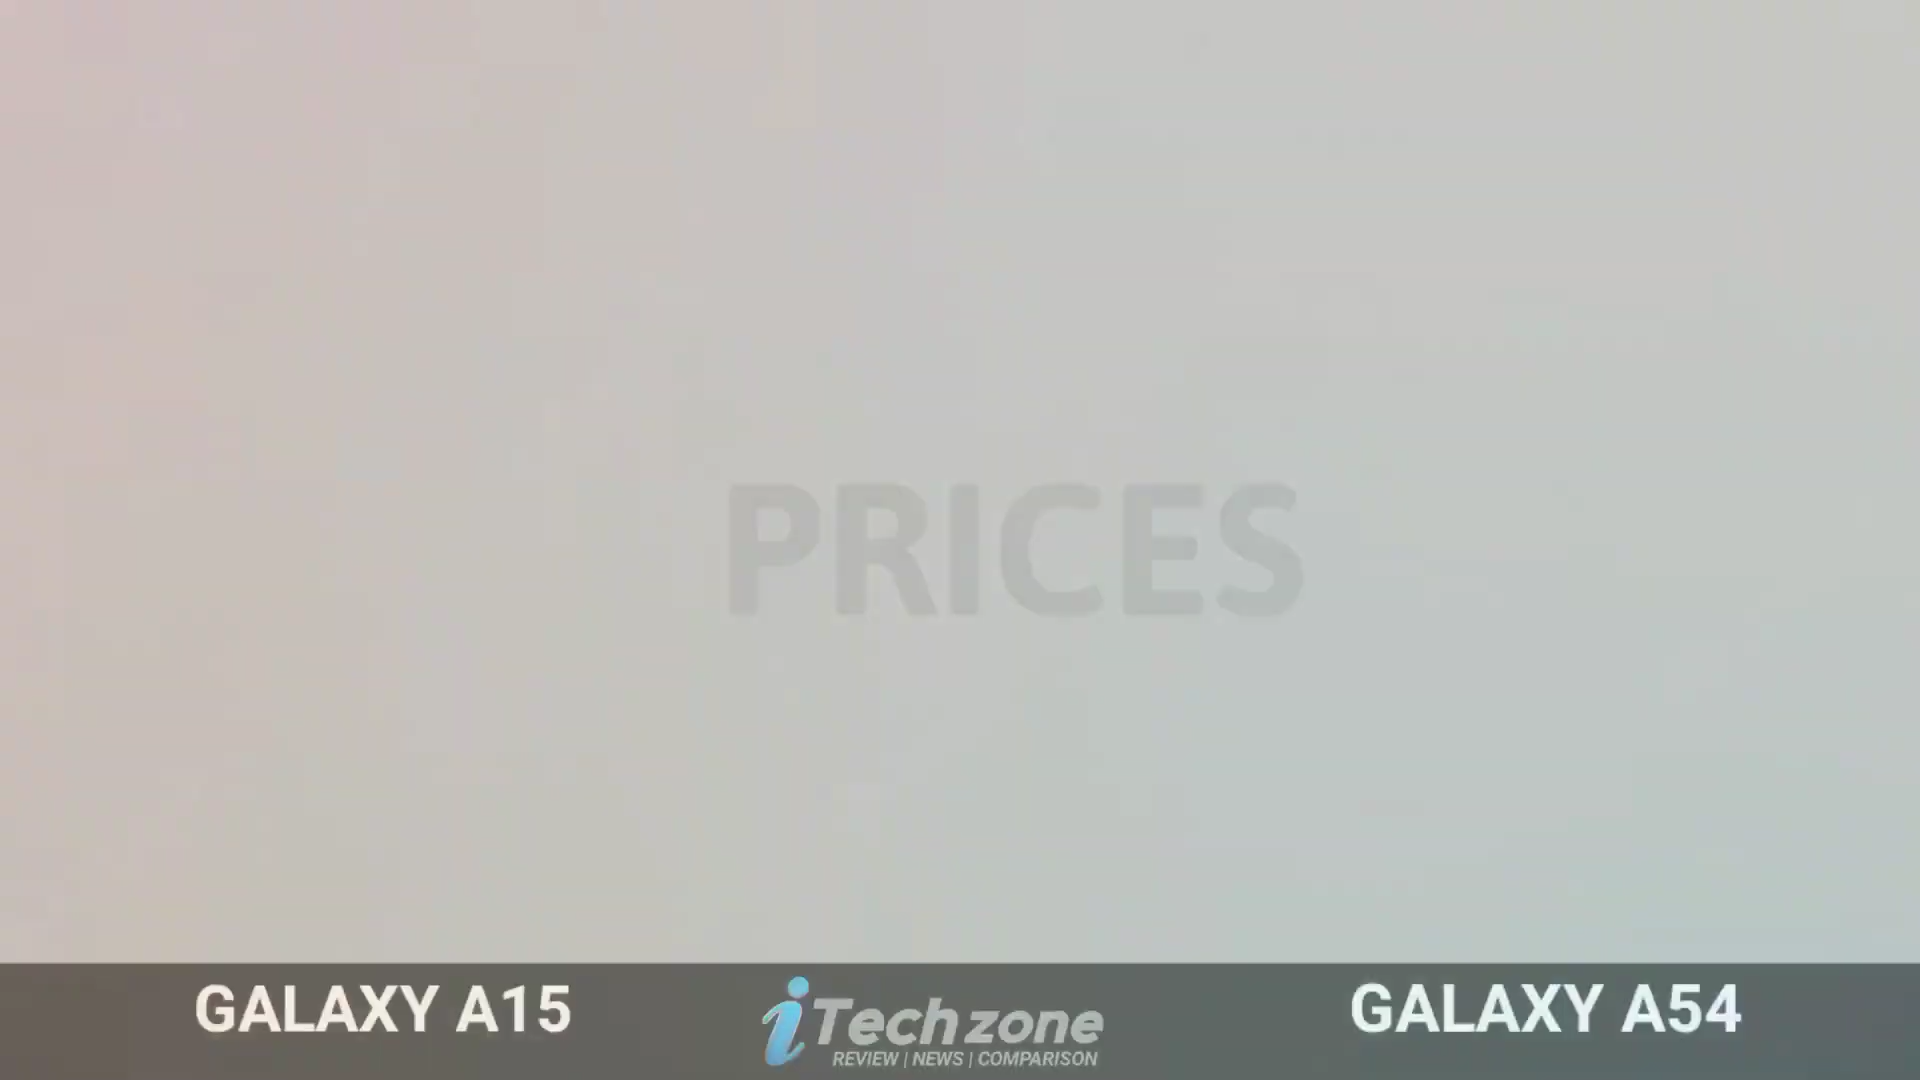 PRICES
GALAXY A15
iTechzone
REVIEW | NEWS | COMPARISON
GALAXY A54